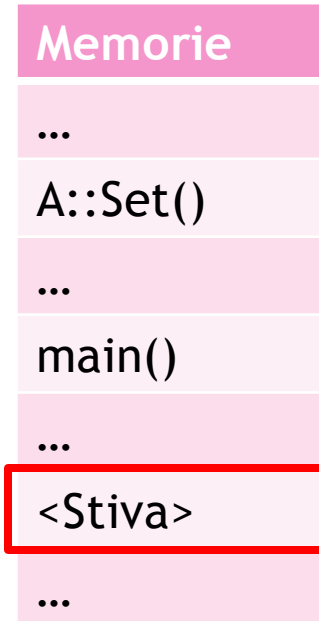 Memorie
…
A::Set()
…
main()
…
<Stiva>
…